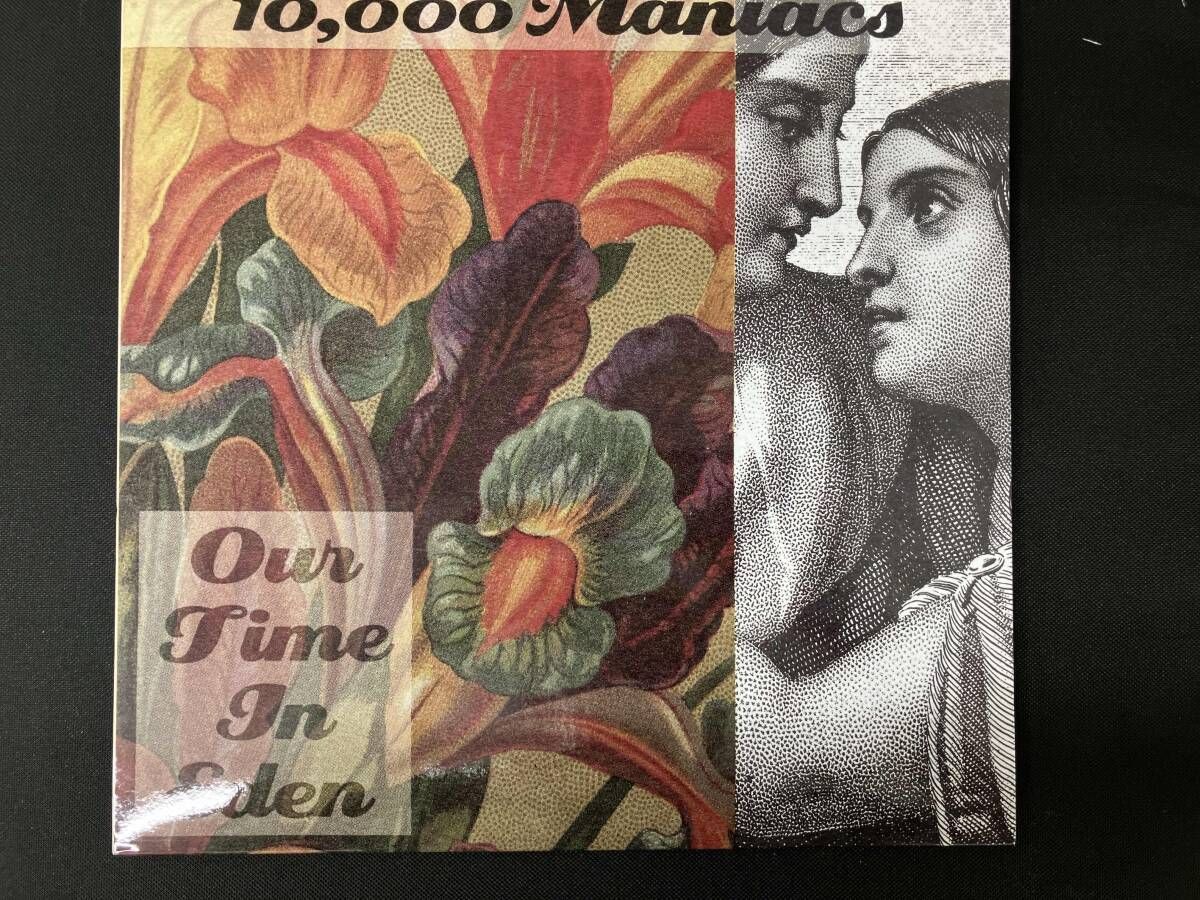 10,000 Maniacs
Our
Time
In
Eden